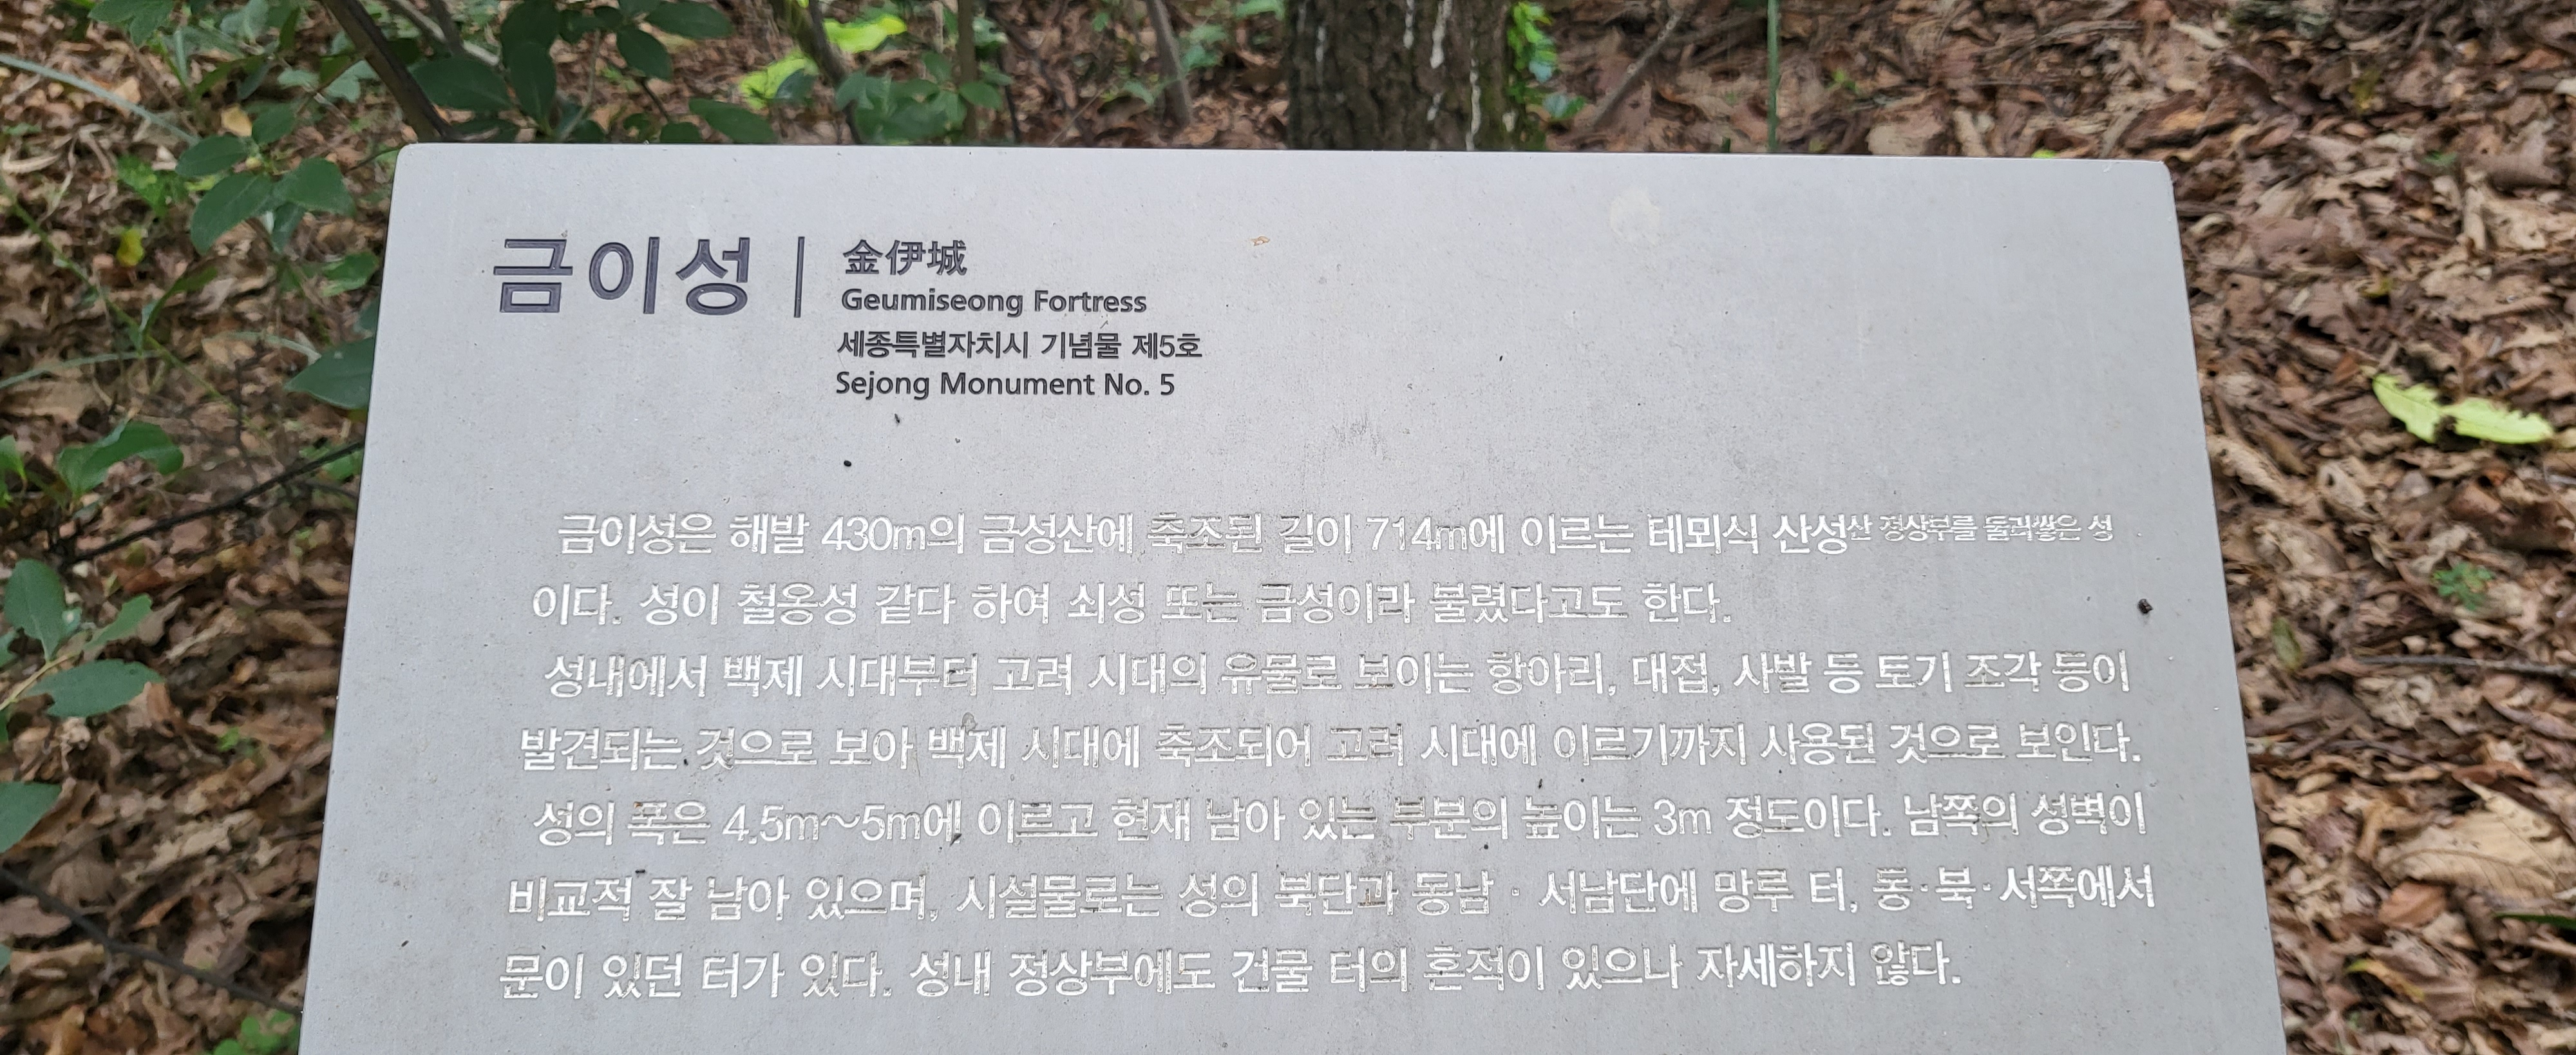 금이성
金伊城
Geumiseong Fortress
세종특별자치시 기념물 제5호
Sejong Monument No. 5
금이성은 해발 430m의 금성산에 축조된 길이 714m에 이르는 테뫼식 산성산 정상부를 둘러쌓은 성
이다. 성이 철옹성 같다 하여 쇠성 또는 금성이라 불렸다고도 한다.
성내에서 백제 시대부터 고려 시대의 유물로 보이는 항아리, 대접, 사발 등 토기 조각 등이
발견되는 것으로 보아 백제 시대에 축조되어 고려 시대에 이르기까지 사용된 것으로 보인다.
성의 폭은 4.5m~5m에 이르고 현재 남아 있는 부분의 높이는 3m 정도이다. 남쪽의 성벽이
비교적 잘 남아 있으며, 시설물로는 성의 북단과 동남 · 서남단에 망루 터, 동·북·서쪽에서
문이 있던 터가 있다. 성내 정상부에도 건물 터의 흔적이 있으나 자세하지 않다.